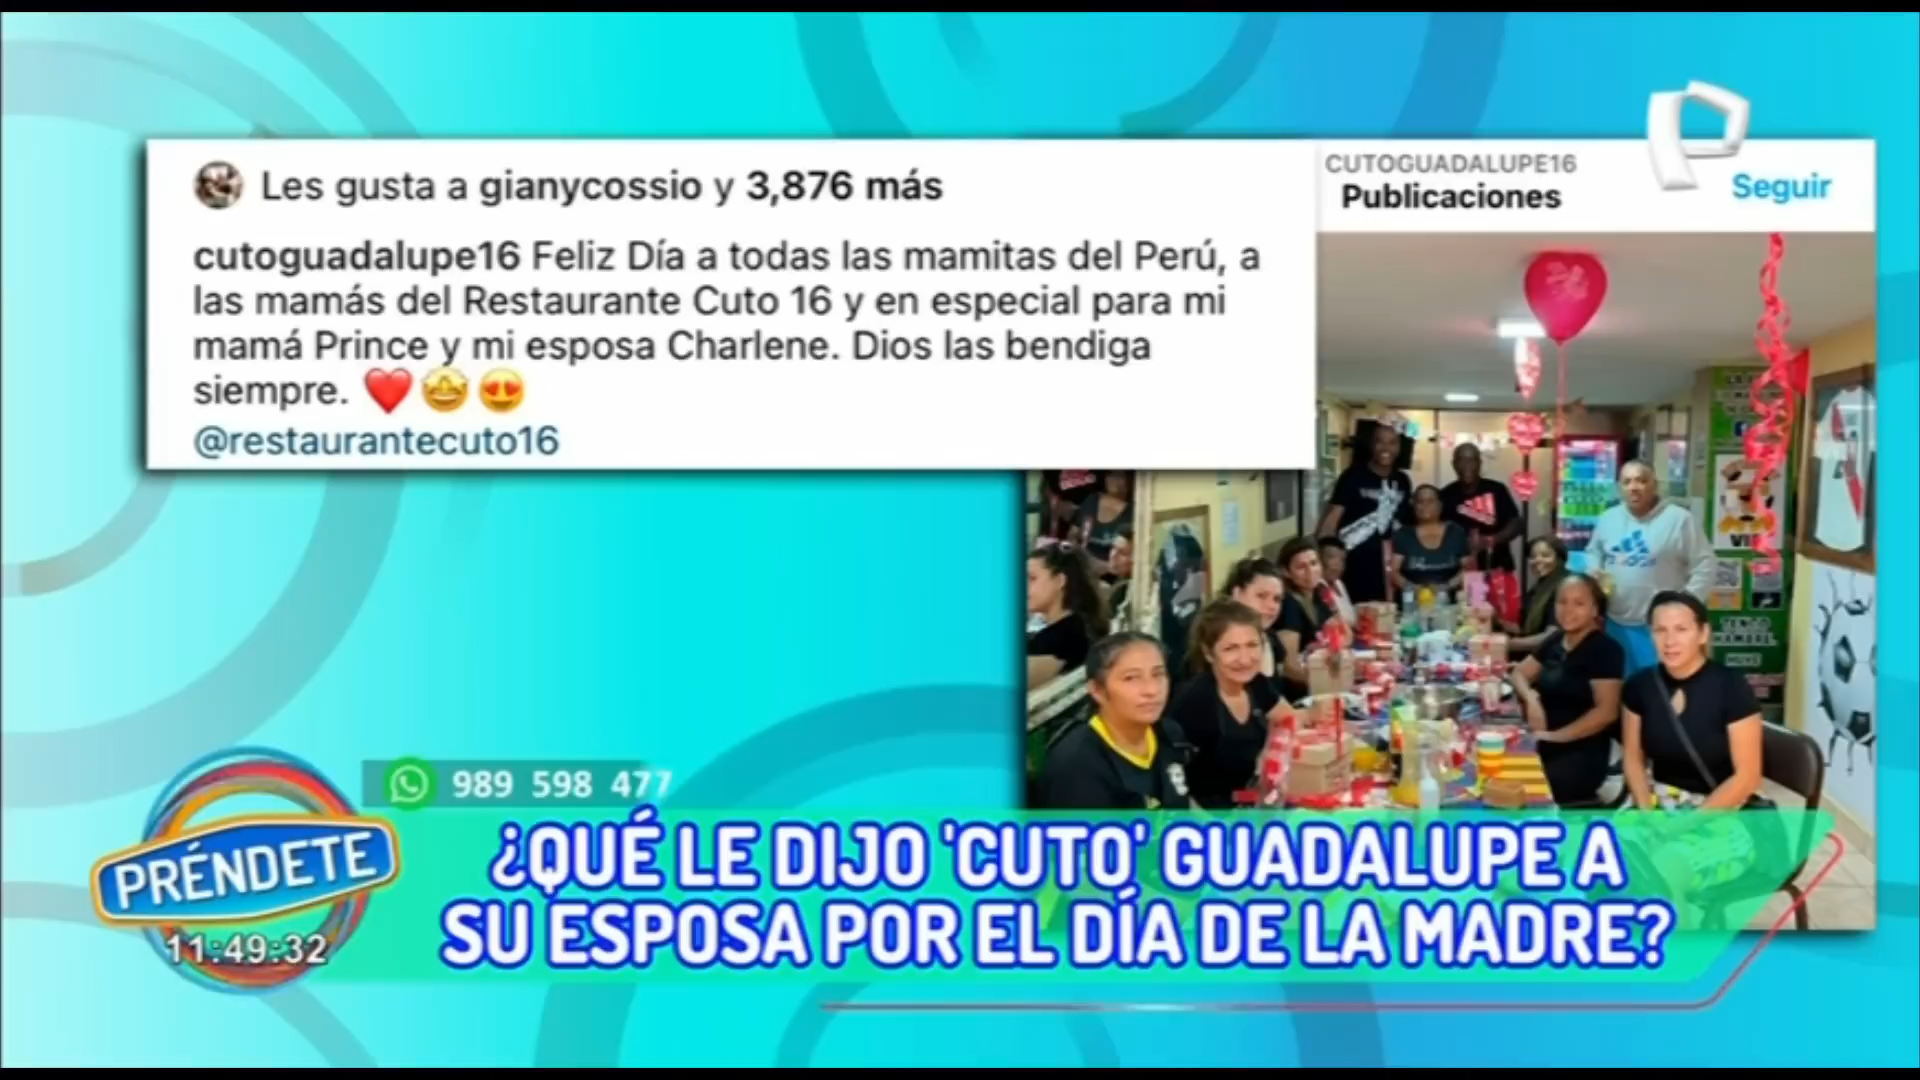 Les gusta a gianycossio y 3,876 más
cutoguadalupe16 Feliz Día a todas las mamitas del Perú, a
las mamás del Restaurante Cuto 16 y en especial para mi
mamá Prince y mi esposa Charlene. Dios las bendiga
siempre. ❤️🤩😍
@restaurantecuto16
CUTOGUADALUPE16
Publicaciones
Seguir
VIP
TENGO
HAMBRE
989 598 477
PRÉNDETE
11:49:32
¿QUÉ LE DIJO 'CUTO' GUADALUPE A
SU ESPOSA POR EL DÍA DE LA MADRE?